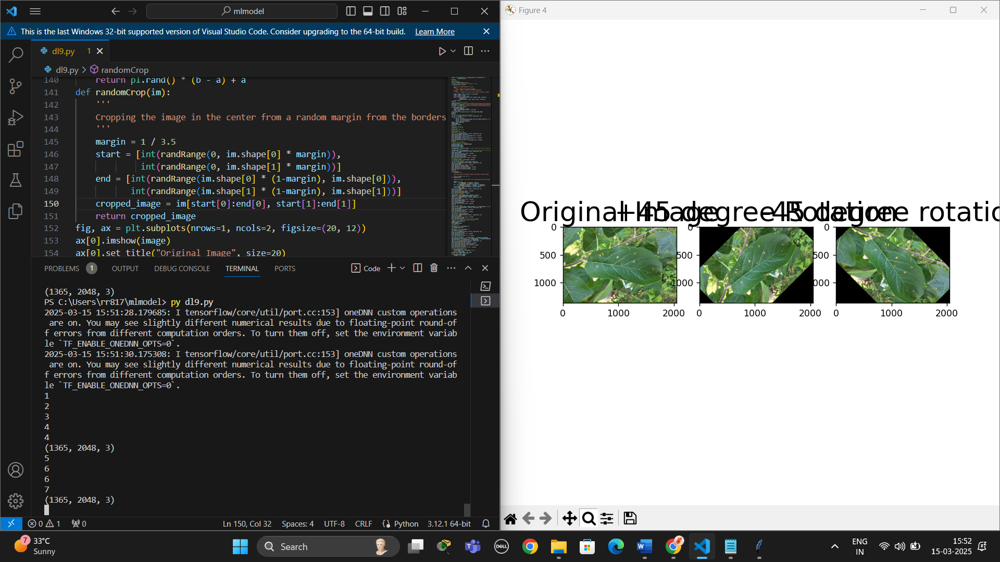 mlmodel
This is the last Windows 32-bit supported version of Visual Studio Code. Consider upgrading to the 64-bit build. Learn More
dl9.py 1
dl9.py > randomCrop
140 return pl.rand() * (b - a) + a
141 def randomCrop(im):
142 '''
143 Cropping the image in the center from a random margin from the borders
144 '''
145 margin = 1 / 3.5
146 start = [int(randRange(0, im.shape[0] * margin)),
147 int(randRange(0, im.shape[1] * margin))]
148 end = [int(randRange(im.shape[0] * (1-margin), im.shape[0])),
149 int(randRange(im.shape[1] * (1-margin), im.shape[1]))]
150 cropped_image = im[start[0]:end[0], start[1]:end[1]]
151 return cropped_image
152 fig, ax = plt.subplots(nrows=1, ncols=2, figsize=(20, 12))
153 ax[0].imshow(image)
154 ax[0].set_title("Original Image", size=20)
PROBLEMS 1 OUTPUT DEBUG CONSOLE TERMINAL PORTS Code
(1365, 2048, 3)
PS C:\Users\rr817\mlmodel> py dl9.py
2025-03-15 15:51:28.179685: I tensorflow/core/util/port.cc:153] oneDNN custom operations
are on. You may see slightly different numerical results due to floating-point round-of
f errors from different computation orders. To turn them off, set the environment variab
le `TF_ENABLE_ONEDNN_OPTS=0`.
2025-03-15 15:51:30.175308: I tensorflow/core/util/port.cc:153] oneDNN custom operations
are on. You may see slightly different numerical results due to floating-point round-of
f errors from different computation orders. To turn them off, set the environment variab
le `TF_ENABLE_ONEDNN_OPTS=0`.
1
2
3
4
4
(1365, 2048, 3)
5
6
6
7
(1365, 2048, 3)
0 1 0 Ln 150, Col 32 Spaces: 4 UTF-8 CRLF Python 3.12.1 64-bit
Figure 4
Original Image +45 degree Rotation -45 degree rotatio
0 0 0
500 500 500
1000 1000 000
0 1000 2000 0 1000 2000 0 1000 2000
7 33°C
Sunny
Search
DELL
ENG
IN
15:52
15-03-2025